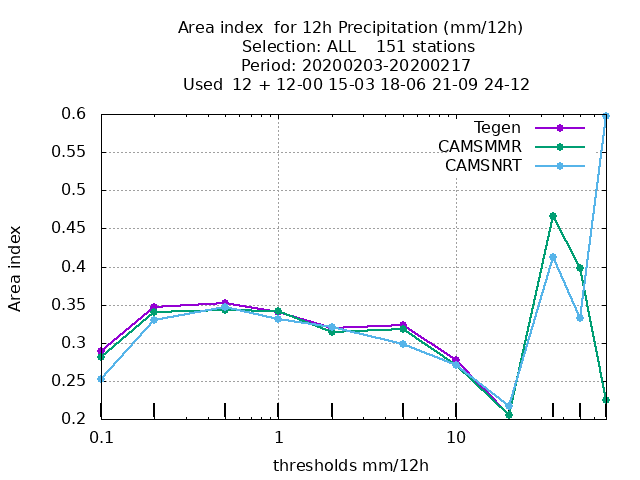 Area index  for 12h Precipitation (mm/12h)
Selection: ALL    151 stations
Period: 20200203-20200217
Used  12 + 12-00 15-03 18-06 21-09 24-12
Tegen
CAMSMMR
CAMSNRT
0.6
0.55
0.5
0.45
0.4
0.35
0.3
0.25
0.2
Area index
0.1
1
10
thresholds mm/12h